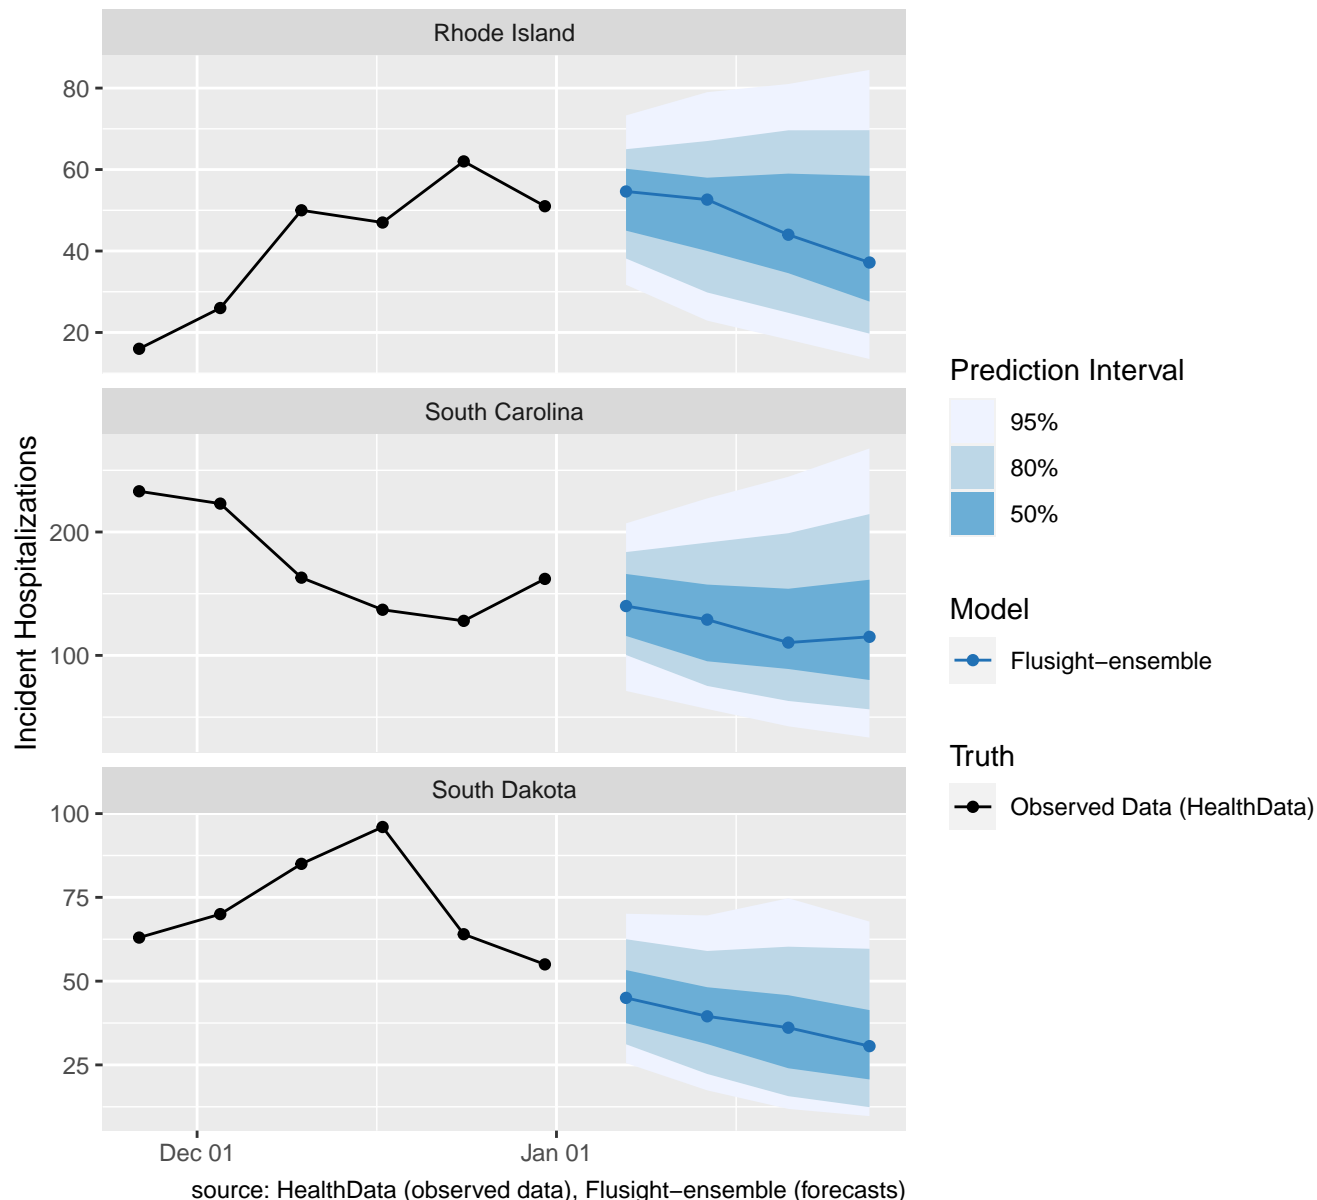 Rhode Island
80
60
40
20
South Carolina
200
100
South Dakota
100
75
50
25
Dec 01
Jan 01
Incident Hospitalizations
source: HealthData (observed data), Flusight−ensemble (forecasts)
Prediction Interval
95%
80%
50%
Model
Flusight−ensemble
Truth
Observed Data (HealthData)